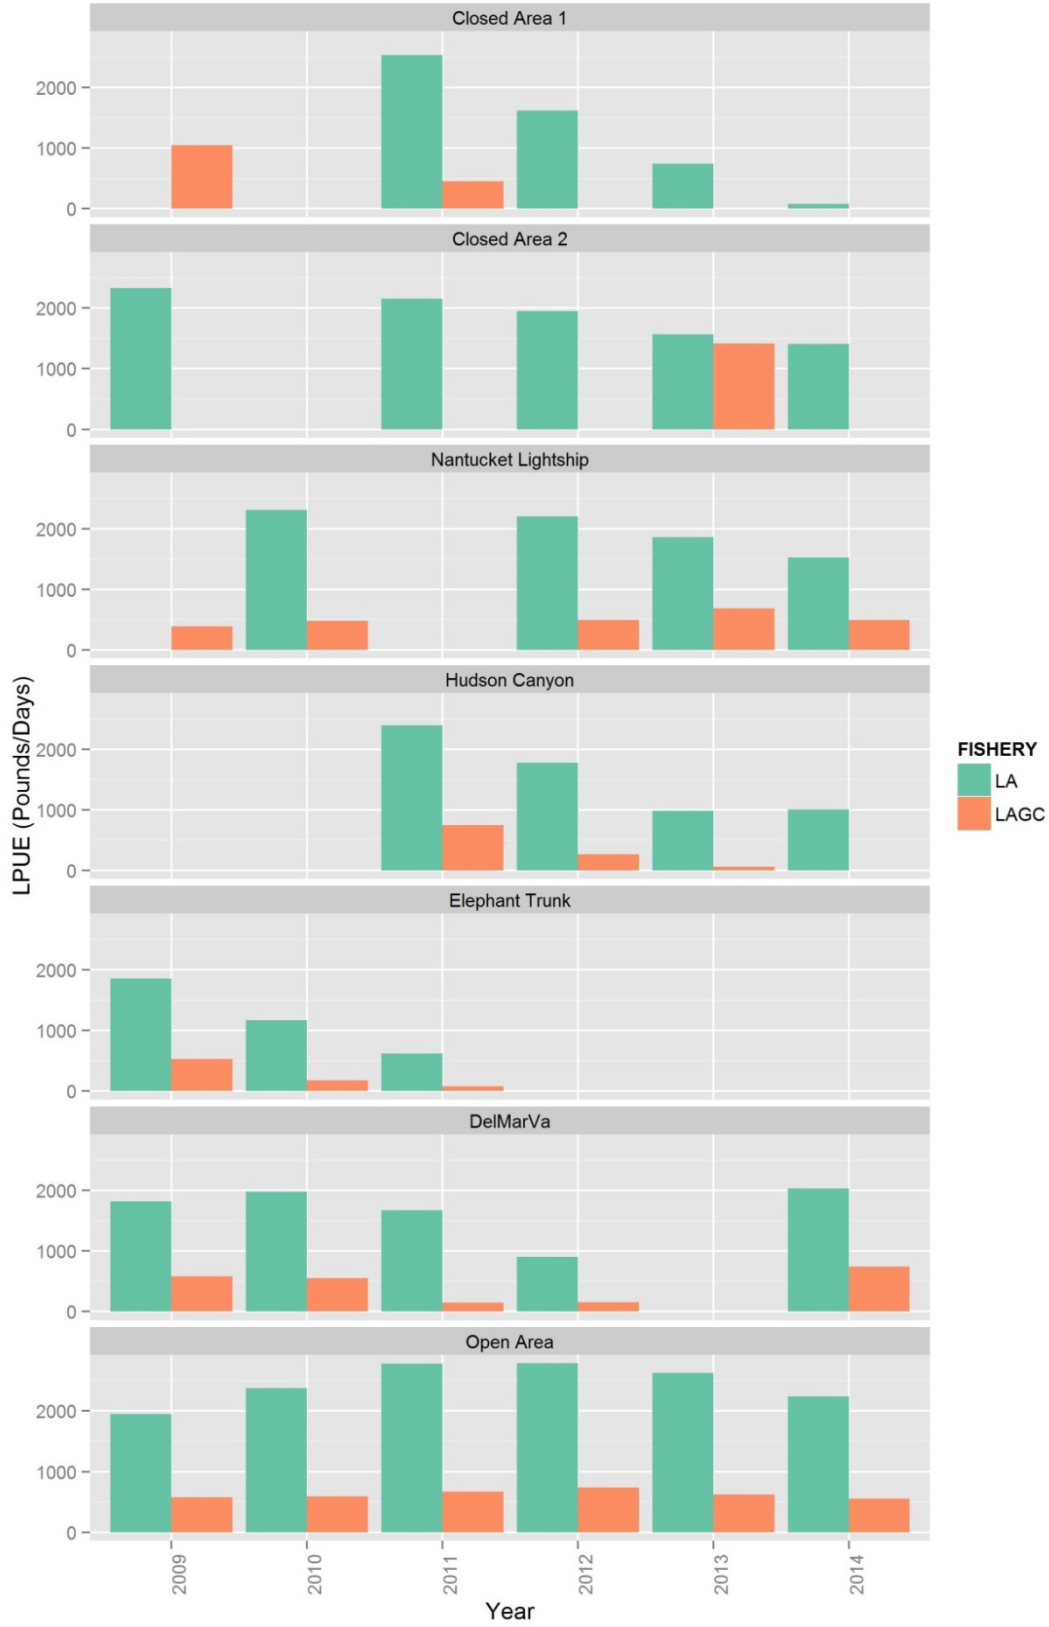 Closed Area 1
2000
1000
0
Closed Area 2
2000
1000
0
Nantucket Lightship
2000
1000
0
Hudson Canyon
2000
1000
0
Elephant Trunk
2000
1000
0
DelMarVa
2000
1000
0
Open Area
2000
1000
0
2009
2010
2011
2012
2013
2014
Year
LPUE (Pounds/Days)
FISHERY
LA
LAGC